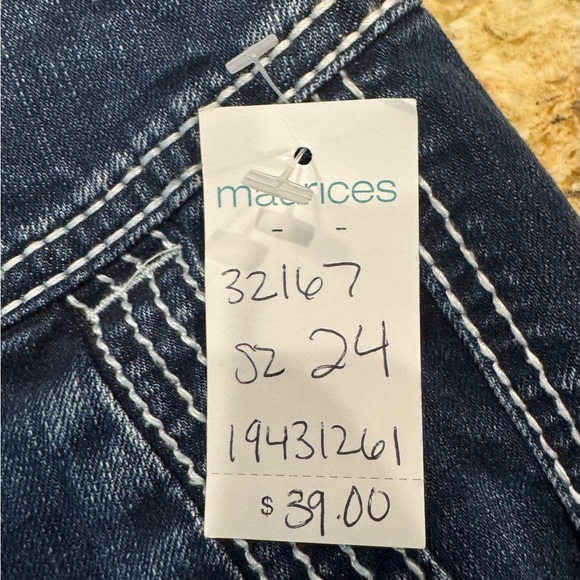 maurices
- -
32167
SZ 24
19431261
$39.00